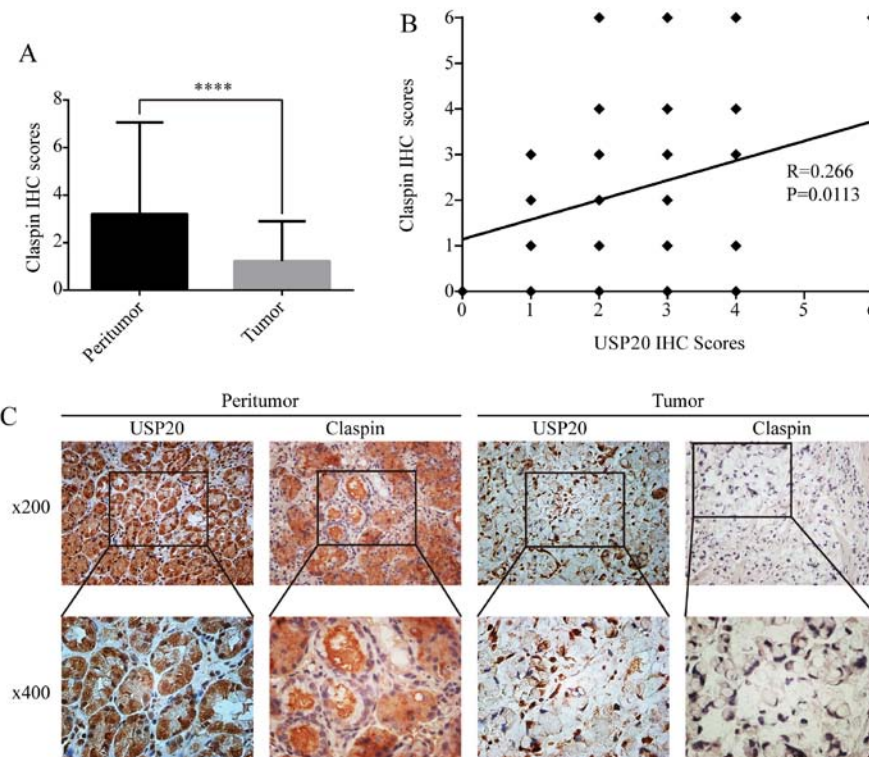 A
Claspin IHC scores
8
6
4
2
0
****
Peritumor
Tumor
B
Claspin IHC scores
6
5
4
3
2
1
0
R=0.266
P=0.0113
0 1 2 3 4 5 6
USP20 IHC Scores
C
Peritumor Tumor
USP20 Claspin USP20 Claspin
x200
x400